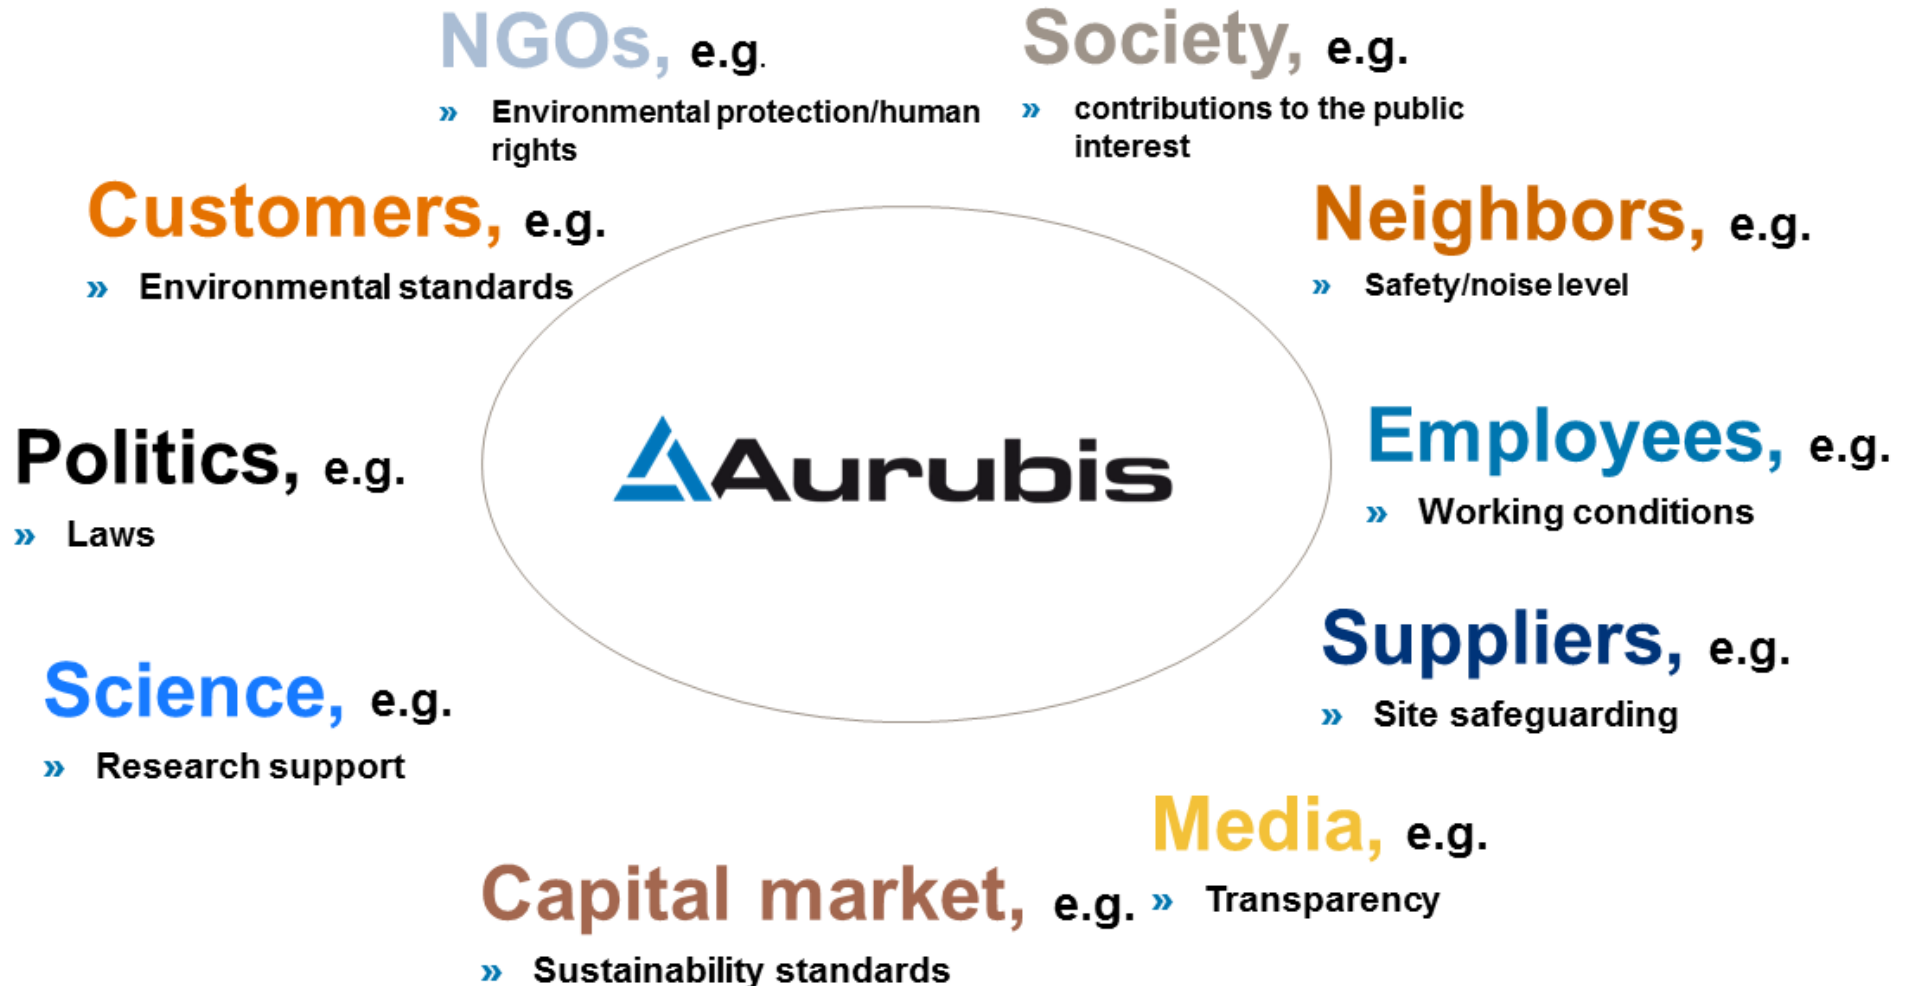 NGOs, e.g.
» Environmental protection/human
rights
Society, e.g.
» contributions to the public
interest
Customers, e.g.
» Environmental standards
Neighbors, e.g.
» Safety/noise level
Aurubis
Politics, e.g.
» Laws
Employees, e.g.
» Working conditions
Science, e.g.
» Research support
Suppliers, e.g.
» Site safeguarding
Capital market, e.g.
» Sustainability standards
Media, e.g.
» Transparency